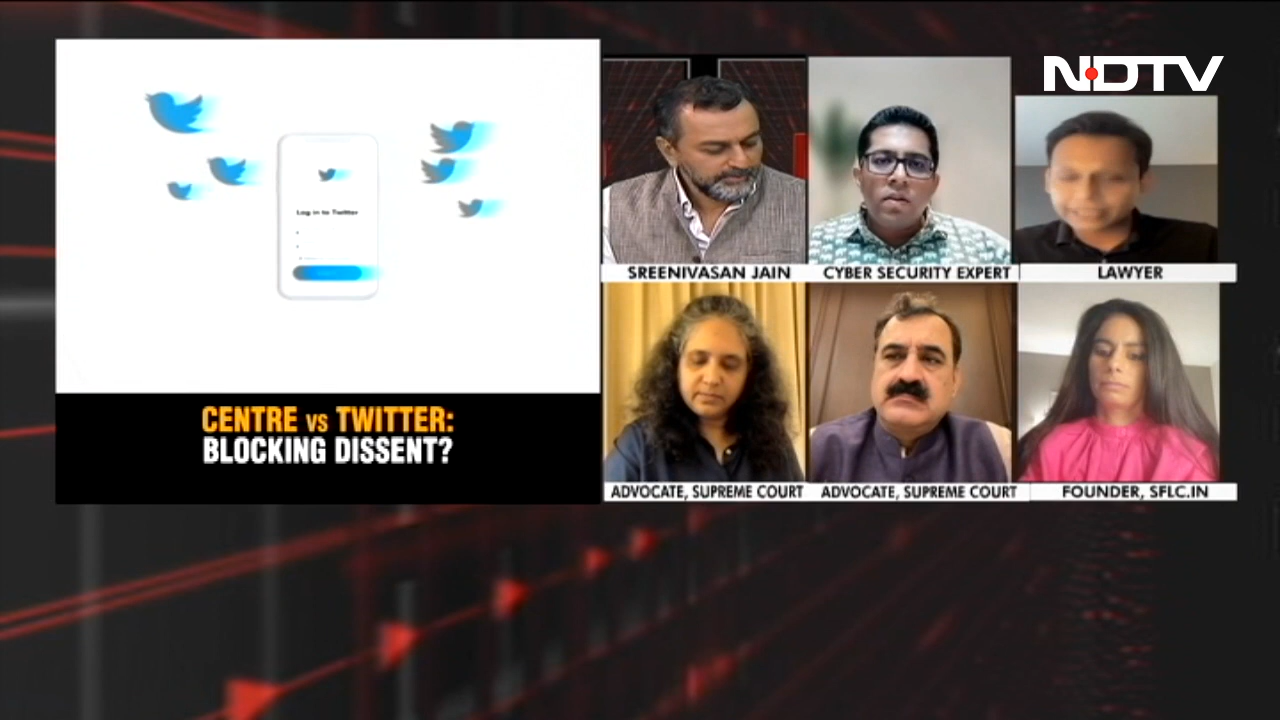 NDTV
Log in to Twitter
SREENIVASAN JAIN
CYBER SECURITY EXPERT
LAWYER
CENTRE vs TWITTER:
BLOCKING DISSENT?
ADVOCATE, SUPREME COURT
ADVOCATE, SUPREME COURT
FOUNDER, SFLC.IN